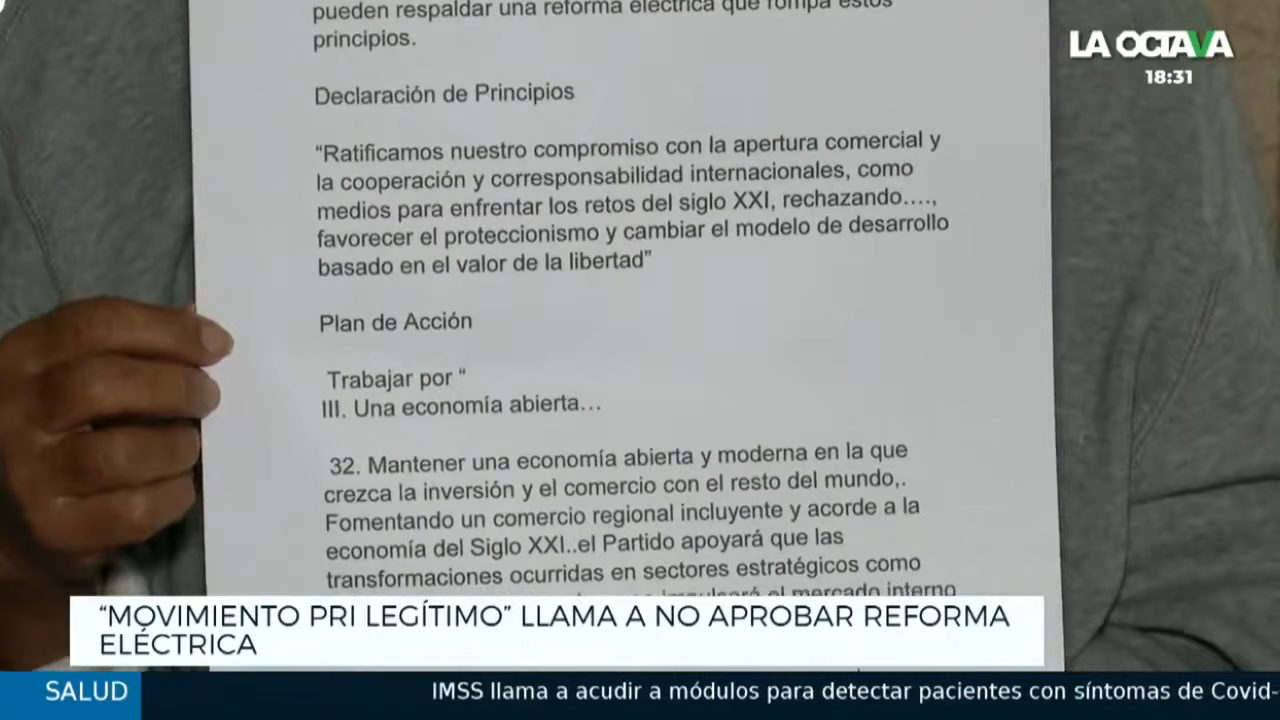 pueden respaldar una reforma eléctrica que rompa estos
principios.
LA OCTAVA
18:31
Declaración de Principios
“Ratificamos nuestro compromiso con la apertura comercial y
la cooperación y corresponsabilidad internacionales, como
medios para enfrentar los retos del siglo XXI, rechazando....,
favorecer el proteccionismo y cambiar el modelo de desarrollo
basado en el valor de la libertad”
Plan de Acción
Trabajar por “
III. Una economía abierta...
32. Mantener una economía abierta y moderna en la que
crezca la inversión y el comercio con el resto del mundo,.
Fomentando un comercio regional incluyente y acorde a la
economía del Siglo XXI..el Partido apoyará que las
transformaciones ocurridas en sectores estratégicos como
el mercado interno
“MOVIMIENTO PRI LEGÍTIMO” LLAMA A NO APROBAR REFORMA
ELÉCTRICA
SALUD
IMSS llama a acudir a módulos para detectar pacientes con síntomas de Covid-